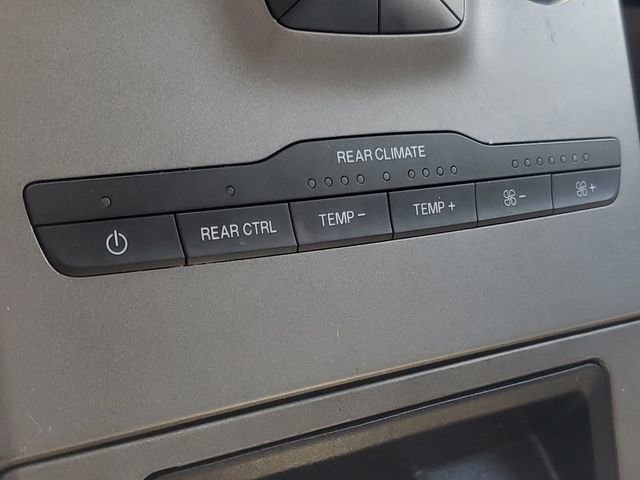 REAR CLIMATE
REAR CTRL TEMP - TEMP + - +